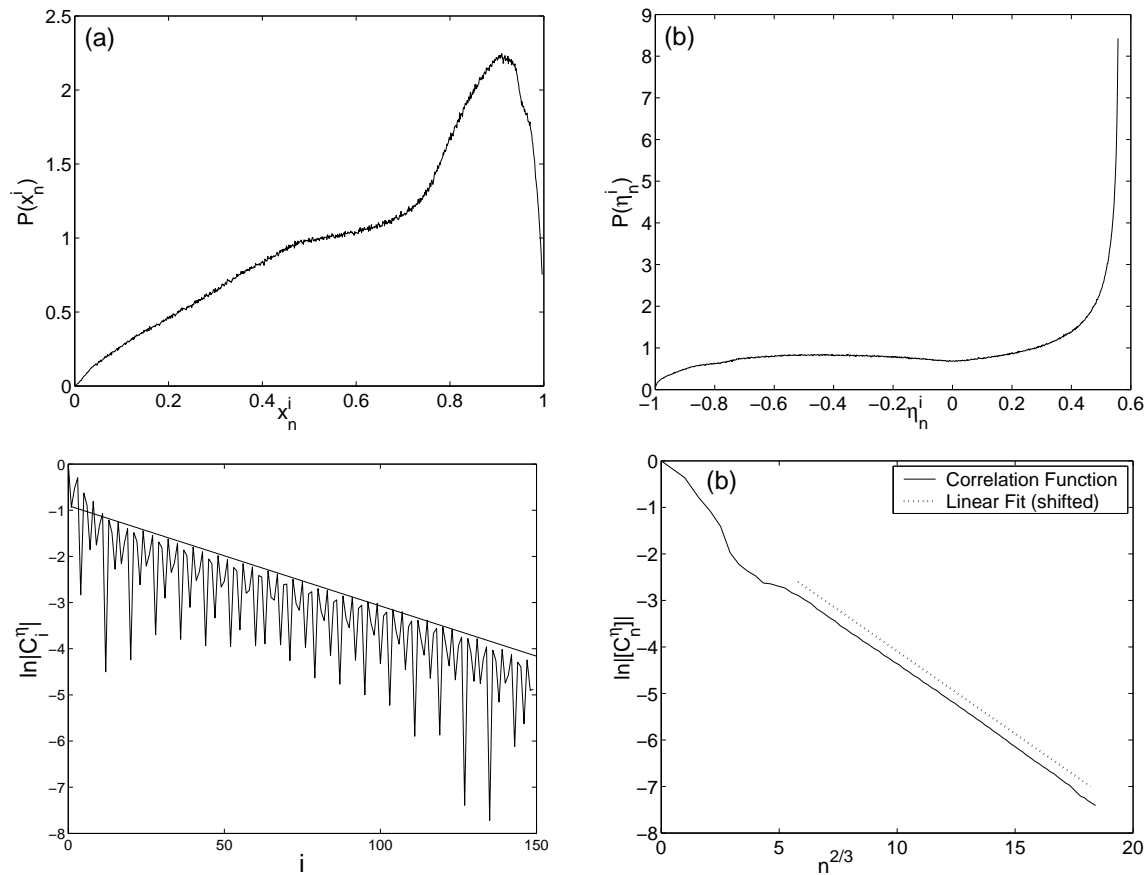 (a)
2.5
2
1.5
1
0.5
0
P(x_n^i)
0 0.2 0.4 0.6 0.8 1
x_n^i
(b)
9
8
7
6
5
4
3
2
1
0
P(η_n^i)
−1 −0.8 −0.6 −0.4 −0.2 0 0.2 0.4 0.6
η_n^i
0
−1
−2
−3
−4
−5
−6
−7
−8
ln|C_i^η|
0 50 100 150
i
(b)
Correlation Function
Linear Fit (shifted)
0
−1
−2
−3
−4
−5
−6
−7
−8
ln|[C_n^η]|
0 5 10 15 20
n^{2/3}